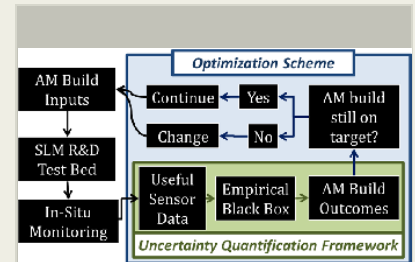 Optimization Scheme
AM Build
Inputs
Continue
Yes
AM build
still on
target?
Change
No
SLM R&D
Test Bed
In-Situ
Monitoring
Useful
Sensor
Data
Empirical
Black Box
AM Build
Outcomes
Uncertainty Quantification Framework